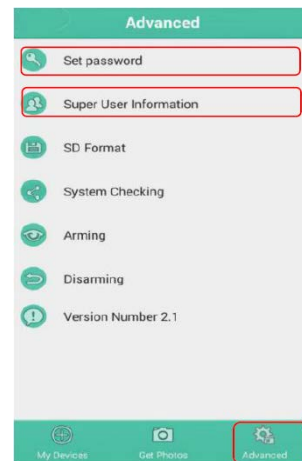 Advanced
Set password
Super User Information
SD Format
System Checking
Arming
Disarming
Version Number 2.1
My Devices Get Photos Advanced